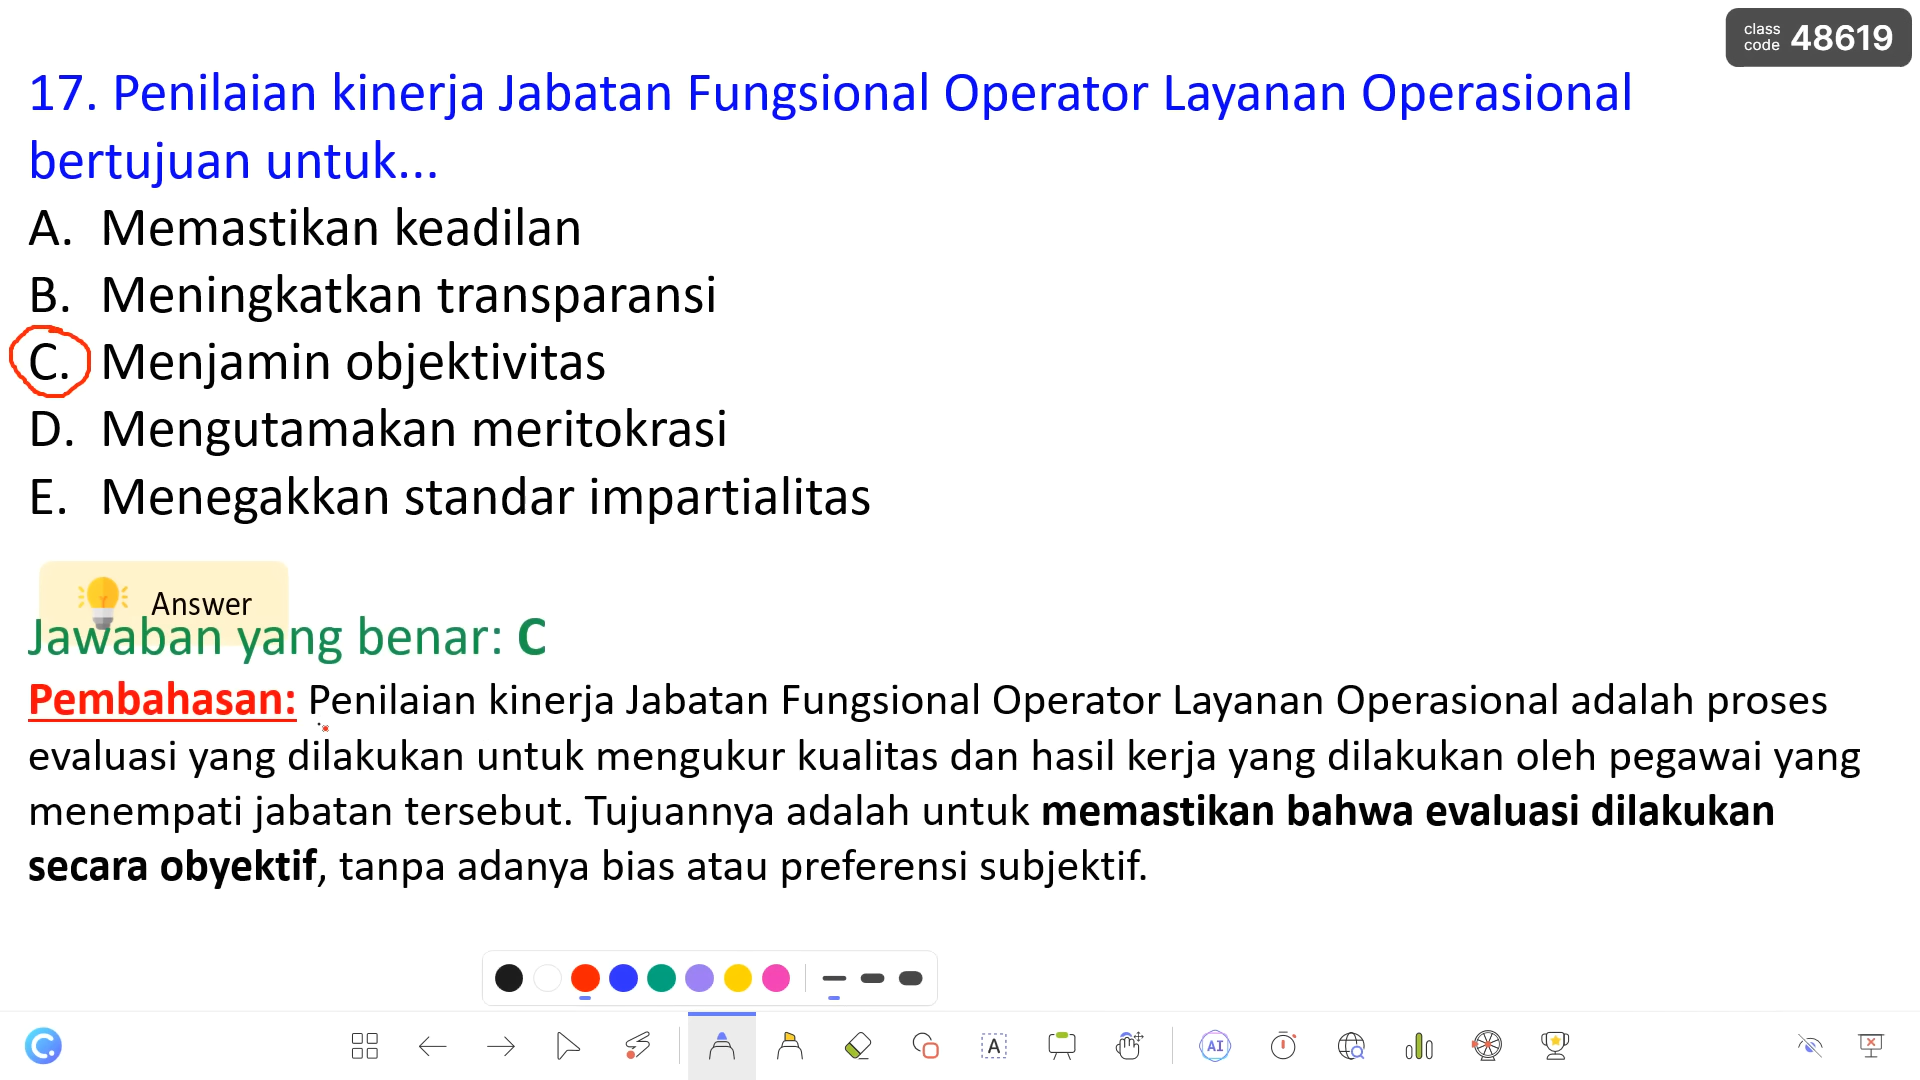 class code 48619
17. Penilaian kinerja Jabatan Fungsional Operator Layanan Operasional
bertujuan untuk...
A. Memastikan keadilan
B. Meningkatkan transparansi
C. Menjamin objektivitas
D. Mengutamakan meritokrasi
E. Menegakkan standar impartialitas
Answer
Jawaban yang benar: C
Pembahasan: Penilaian kinerja Jabatan Fungsional Operator Layanan Operasional adalah proses
evaluasi yang dilakukan untuk mengukur kualitas dan hasil kerja yang dilakukan oleh pegawai yang
menempati jabatan tersebut. Tujuannya adalah untuk memastikan bahwa evaluasi dilakukan
secara obyektif, tanpa adanya bias atau preferensi subjektif.
A
AI